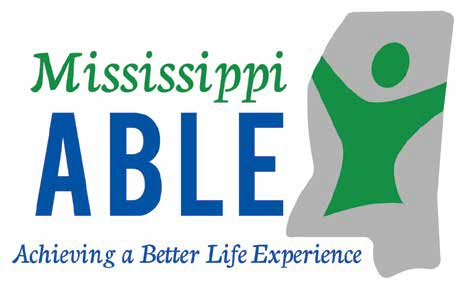 Mississippi
ABLE
Achieving a Better Life Experience